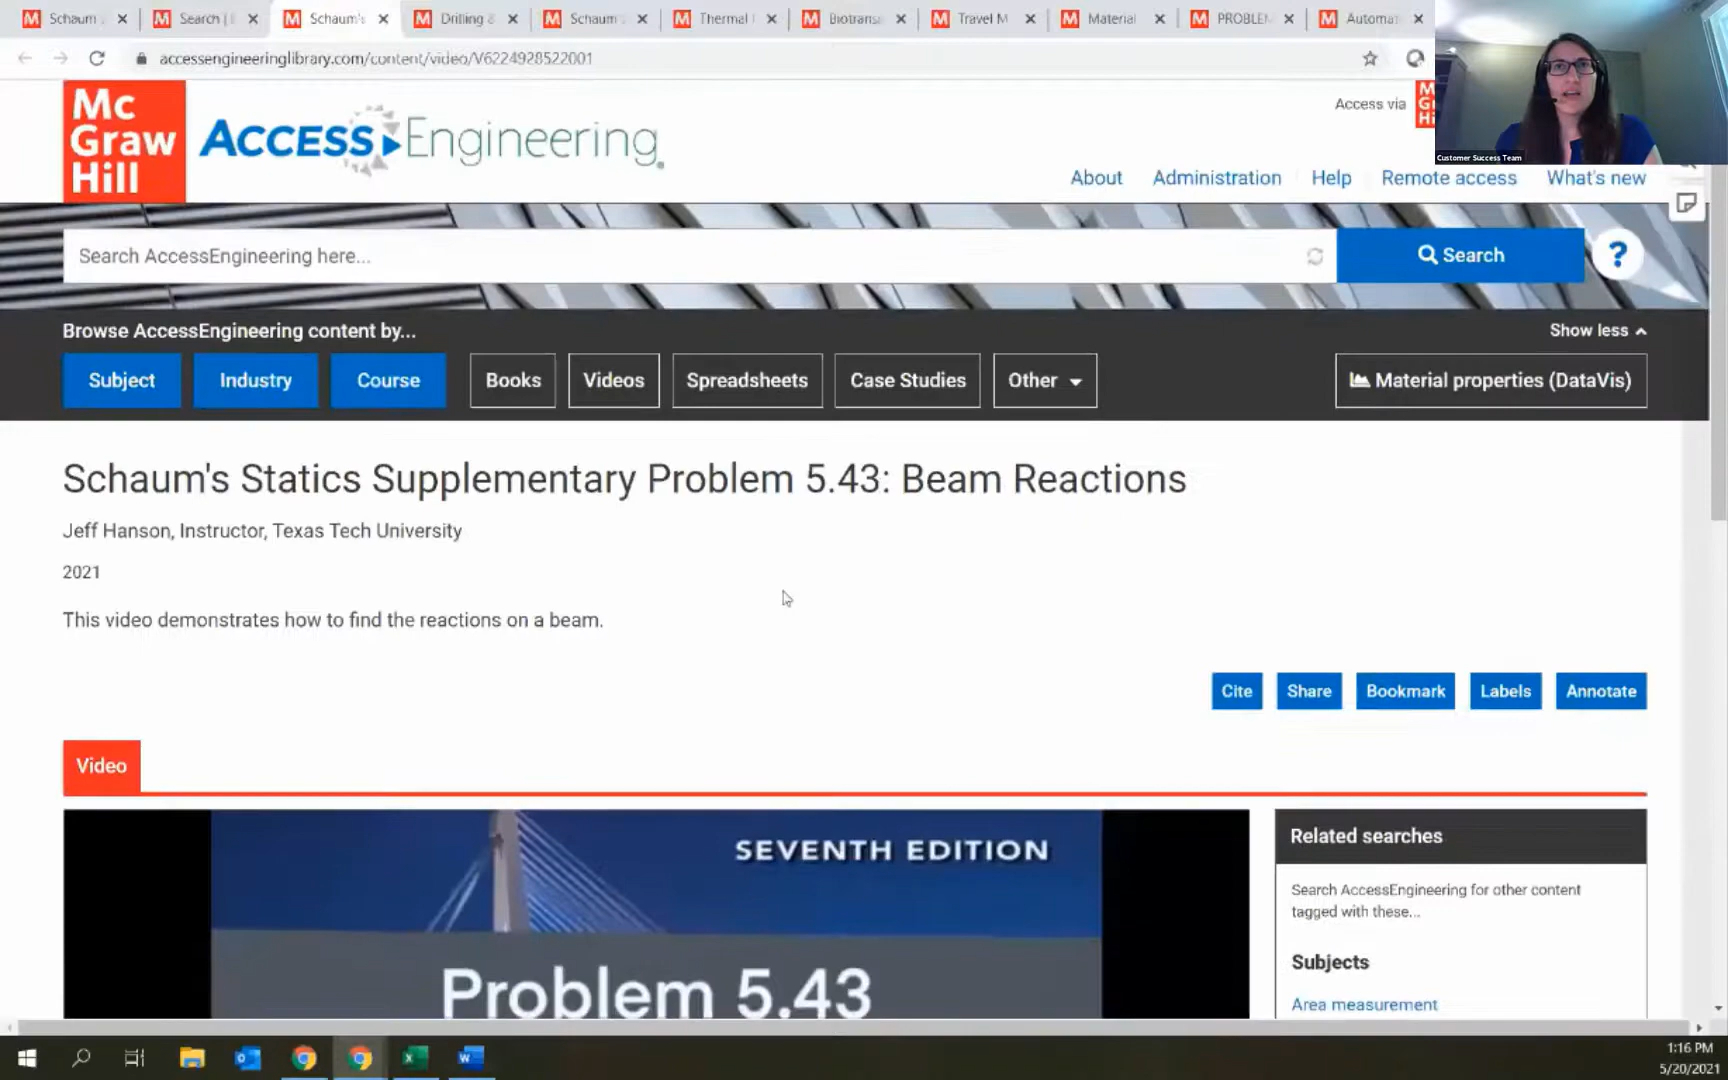 Schaum
Search |
Schaum's
Drilling &
Schaum
Thermal
Biotrans
Travel M
Material
PROBLEM
Automat
accessengineeringlibrary.com/content/video/V6224928522001
Mc
Graw
Hill
ACCESS Engineering
Access via
Customer Success Team
About
Administration
Help
Remote access
What's new
Search AccessEngineering here...
Search
?
Browse AccessEngineering content by...
Show less
Subject
Industry
Course
Books
Videos
Spreadsheets
Case Studies
Other
Material properties (DataVis)
Schaum's Statics Supplementary Problem 5.43: Beam Reactions
Jeff Hanson, Instructor, Texas Tech University
2021
This video demonstrates how to find the reactions on a beam.
Cite
Share
Bookmark
Labels
Annotate
Video
SEVENTH EDITION
Problem 5.43
Related searches
Search AccessEngineering for other content
tagged with these...
Subjects
Area measurement
1:16 PM
5/20/2021